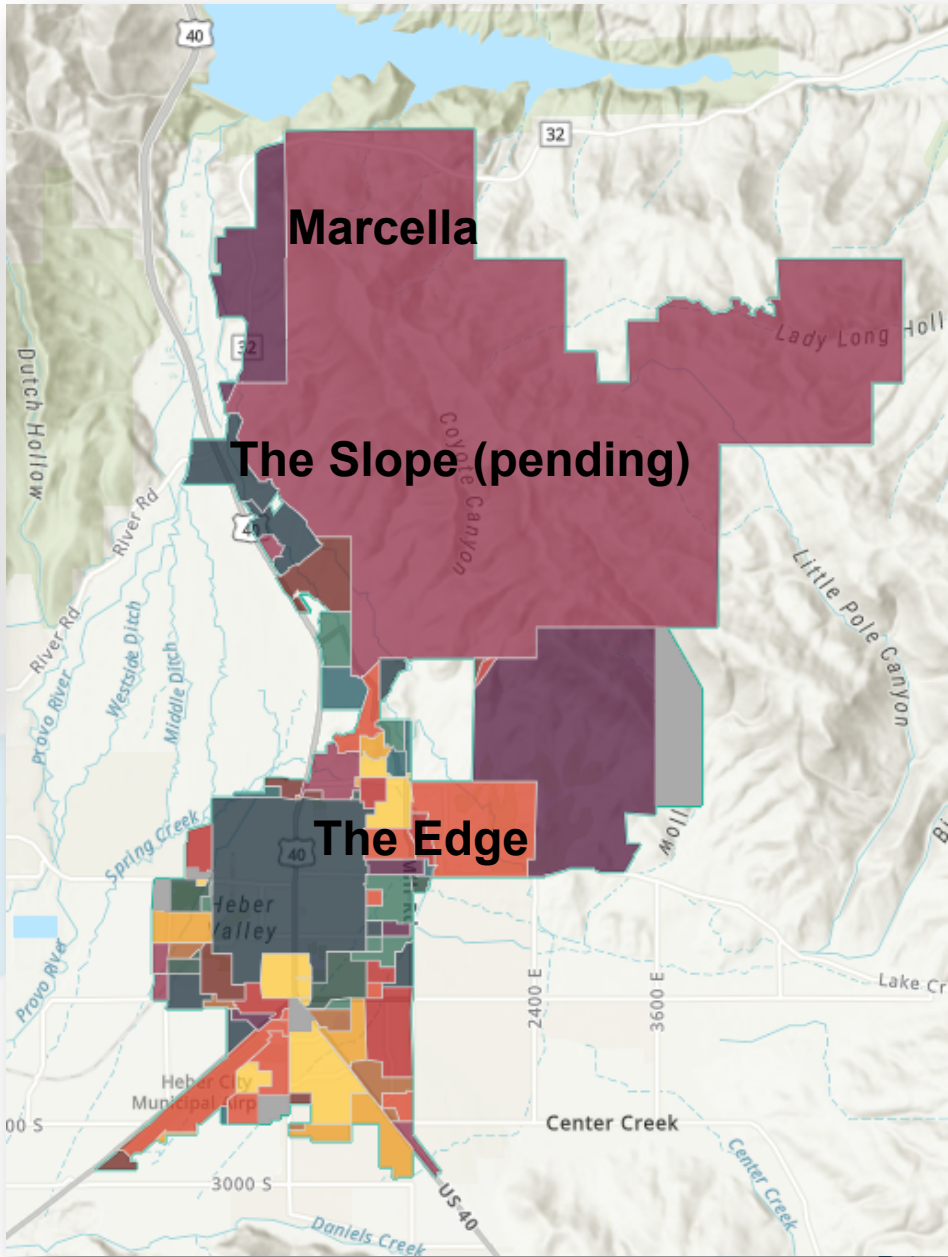 40
32
Marcella
32
Lady Long Holl
Dutch Hollow
Coyote Canyon
The Slope (pending)
River Rd
40
Little Pole
Canyon
River Rd
Westside Ditch
Middle Ditch
Provo River
Spring Creek
40
The Edge
Heber
Valley
Provo River
Lake Cr
2400 E
3600 E
Heber City
Municipal Airp
00 S
Center Creek
3000 S
US 40
Center Creek
Daniels Creek